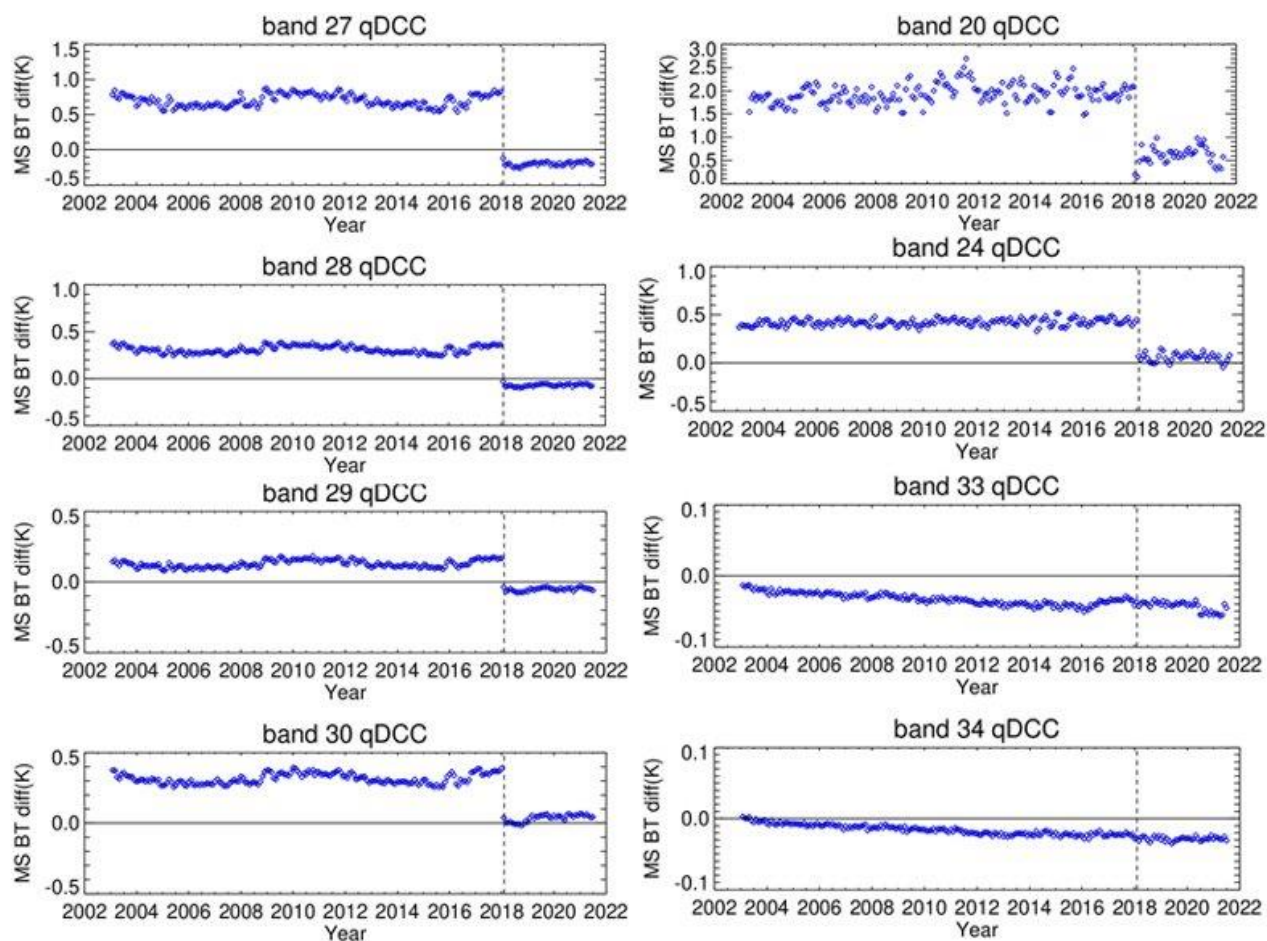 band 27 qDCC
MS BT diff(K)
1.5
1.0
0.5
0.0
-0.5
2002 2004 2006 2008 2010 2012 2014 2016 2018 2020 2022
Year
band 20 qDCC
MS BT diff(K)
3.0
2.5
2.0
1.5
1.0
0.5
0.0
2002 2004 2006 2008 2010 2012 2014 2016 2018 2020 2022
Year
band 28 qDCC
MS BT diff(K)
1.0
0.5
0.0
-0.5
2002 2004 2006 2008 2010 2012 2014 2016 2018 2020 2022
Year
band 24 qDCC
MS BT diff(K)
1.0
0.5
0.0
-0.5
2002 2004 2006 2008 2010 2012 2014 2016 2018 2020 2022
Year
band 29 qDCC
MS BT diff(K)
0.5
0.0
-0.5
2002 2004 2006 2008 2010 2012 2014 2016 2018 2020 2022
Year
band 33 qDCC
MS BT diff(K)
0.1
0.0
-0.1
2002 2004 2006 2008 2010 2012 2014 2016 2018 2020 2022
Year
band 30 qDCC
MS BT diff(K)
0.5
0.0
-0.5
2002 2004 2006 2008 2010 2012 2014 2016 2018 2020 2022
Year
band 34 qDCC
MS BT diff(K)
0.1
0.0
-0.1
2002 2004 2006 2008 2010 2012 2014 2016 2018 2020 2022
Year